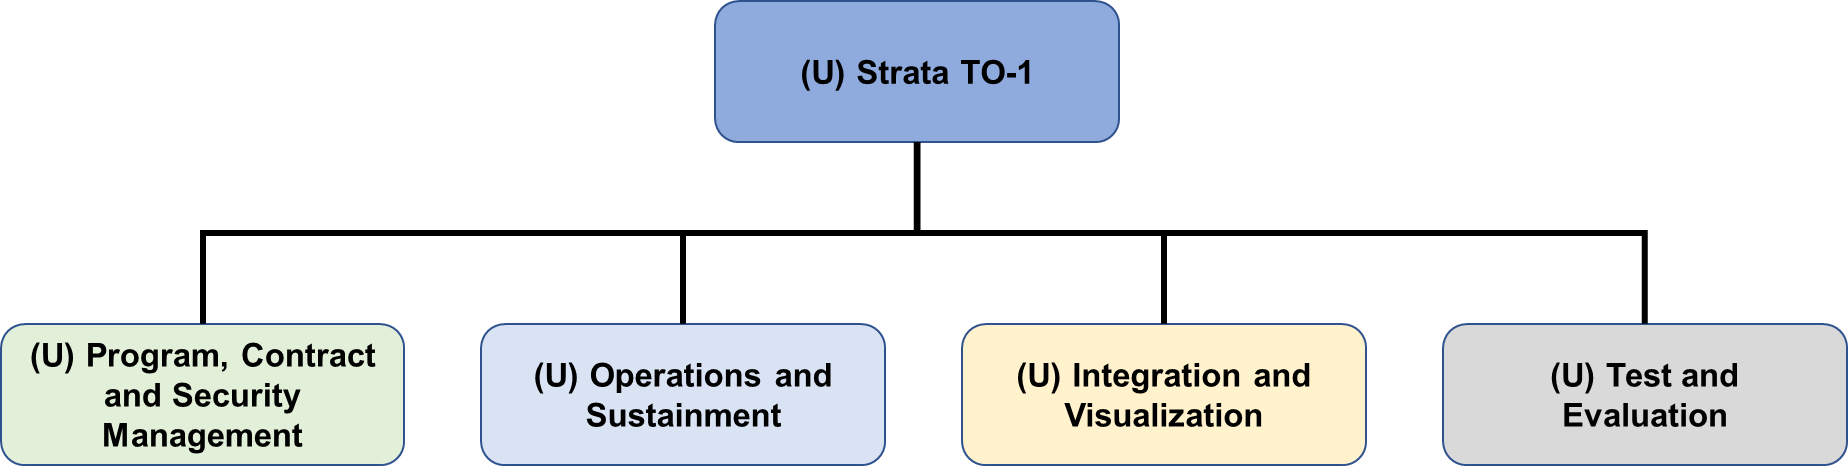 (U) Strata TO-1
(U) Program, Contract
and Security
Management
(U) Operations and
Sustainment
(U) Integration and
Visualization
(U) Test and
Evaluation